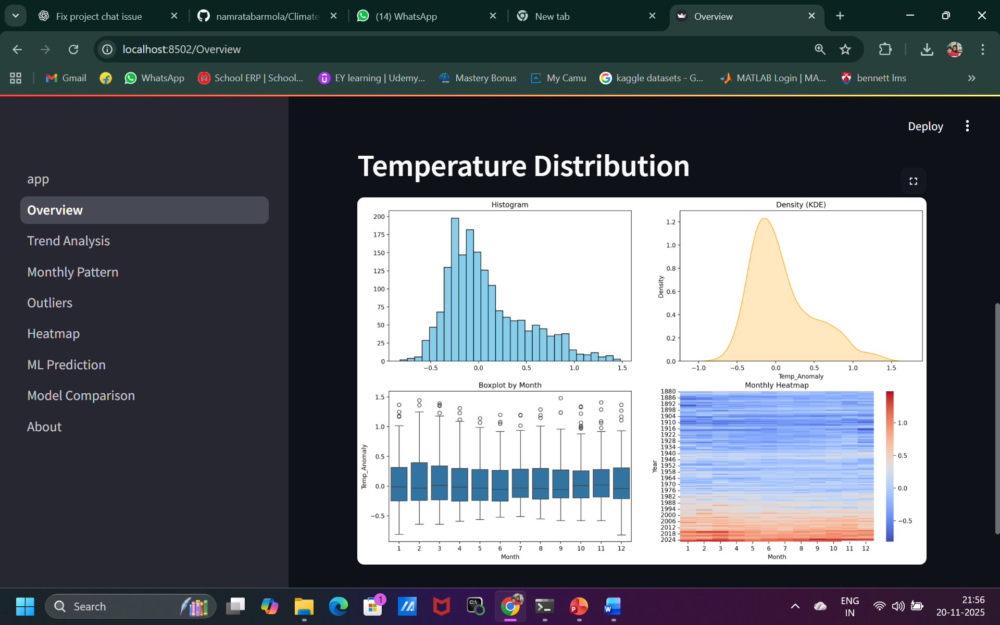 Fix project chat issue
namratabarmola/Climate
(14) WhatsApp
New tab
Overview
localhost:8502/Overview
Gmail
WhatsApp
School ERP | School...
EY learning | Udemy...
Mastery Bonus
My Camu
kaggle datasets - G...
MATLAB Login | MA...
bennett lms
Deploy
app
Overview
Trend Analysis
Monthly Pattern
Outliers
Heatmap
ML Prediction
Model Comparison
About
Temperature Distribution
Histogram
200
175
150
125
100
75
50
25
0
−0.5 0.0 0.5 1.0 1.5
Density (KDE)
Density
1.2
1.0
0.8
0.6
0.4
0.2
0.0
−1.0 −0.5 0.0 0.5 1.0 1.5
Temp_Anomaly
Boxplot by Month
Temp_Anomaly
1.5
1.0
0.5
0.0
−0.5
1 2 3 4 5 6 7 8 9 10 11 12
Month
Monthly Heatmap
Year
1880
1886
1892
1898
1904
1910
1916
1922
1928
1934
1940
1946
1952
1958
1964
1970
1976
1982
1988
1994
2000
2006
2012
2018
2024
1 2 3 4 5 6 7 8 9 10 11 12
Month
1.0
0.5
0.0
−0.5
Search
1
ENG
IN
21:56
20-11-2025